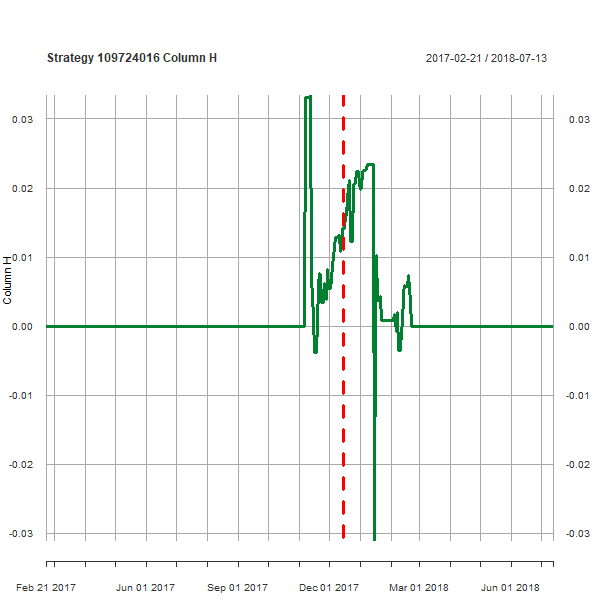 Strategy 109724016 Column H
2017-02-21 / 2018-07-13
0.03 0.03
0.02 0.02
0.01 0.01
Column H
0.00 0.00
-0.01 -0.01
-0.02 -0.02
-0.03 -0.03
Feb 21 2017 Jun 01 2017 Sep 01 2017 Dec 01 2017 Mar 01 2018 Jun 01 2018